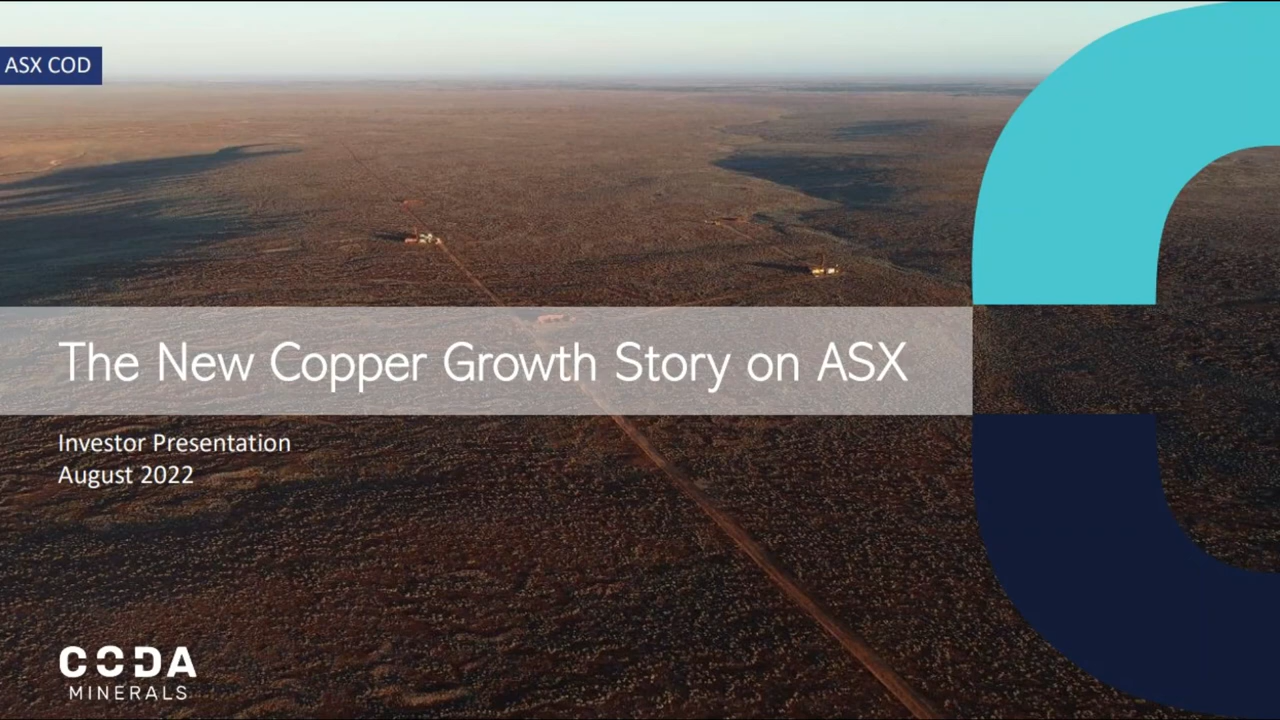 ASX COD
The New Copper Growth Story on ASX
Investor Presentation
August 2022
CODA
MINERALS